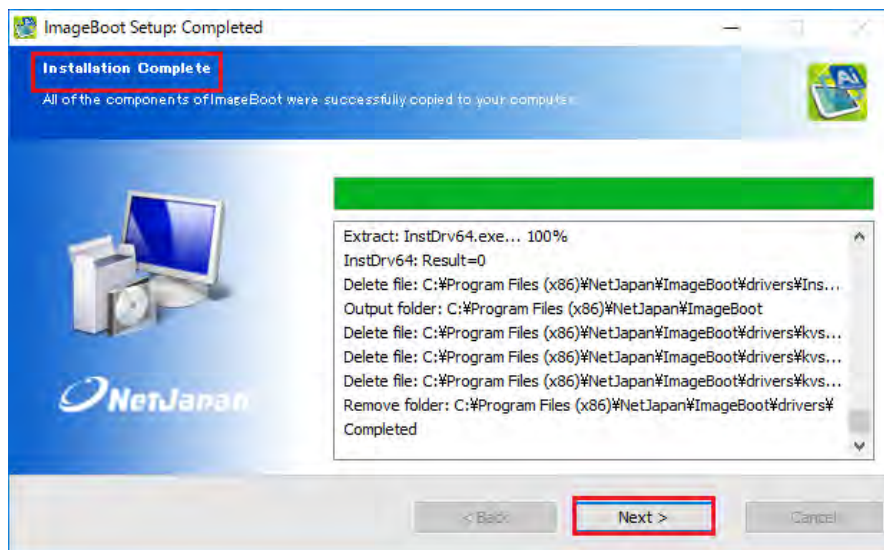 ImageBoot Setup: Completed
Installation Complete
All of the components of ImageBoot were successfully copied to your computer.
Ai
Extract: InstDrv64.exe... 100%
InstDrv64: Result=0
Delete file: C:¥Program Files (x86)¥NetJapan¥ImageBoot¥drivers¥Ins...
Output folder: C:¥Program Files (x86)¥NetJapan¥ImageBoot
Delete file: C:¥Program Files (x86)¥NetJapan¥ImageBoot¥drivers¥kvs...
Delete file: C:¥Program Files (x86)¥NetJapan¥ImageBoot¥drivers¥kvs...
Delete file: C:¥Program Files (x86)¥NetJapan¥ImageBoot¥drivers¥kvs...
Remove folder: C:¥Program Files (x86)¥NetJapan¥ImageBoot¥drivers¥
Completed
NetJapan
< Back
Next >
Cancel